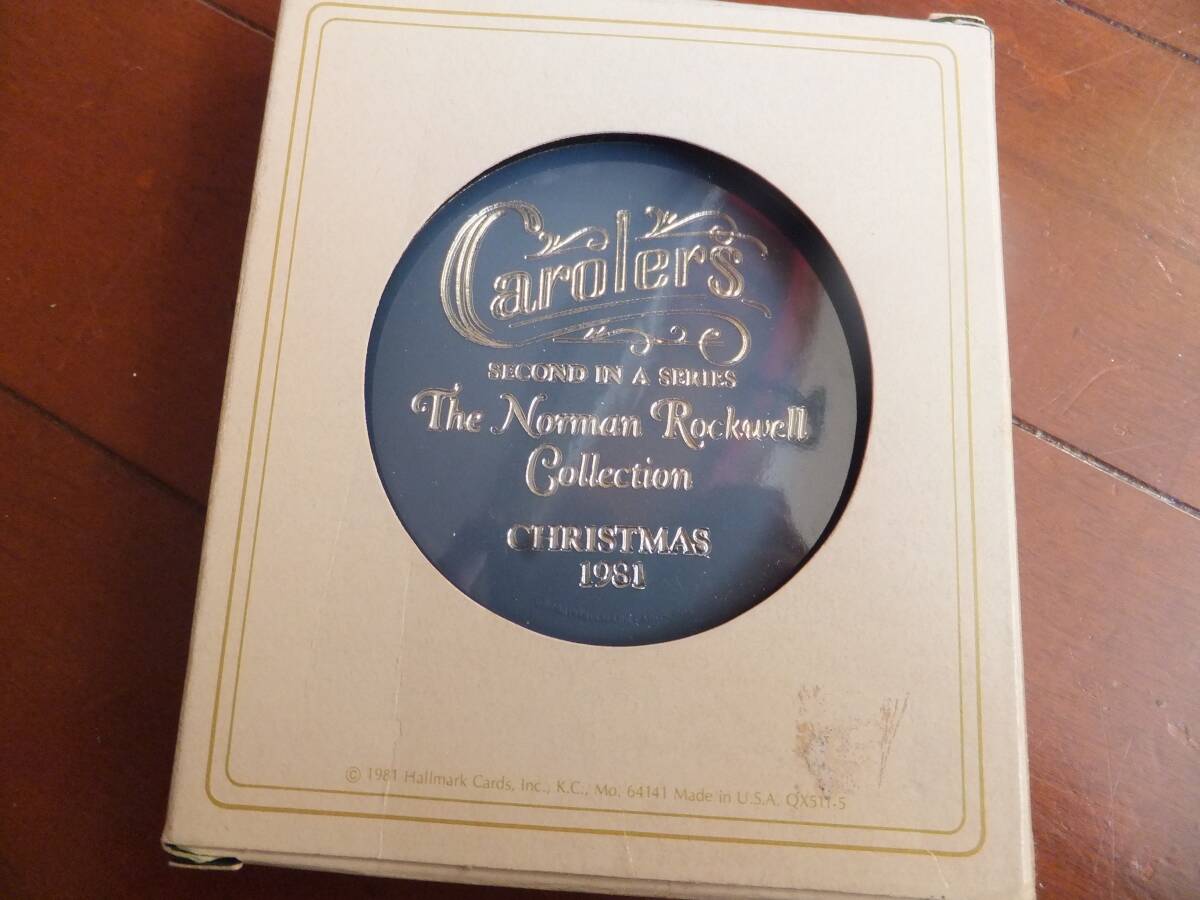 Carolers
SECOND IN A SERIES
The Norman Rockwell
Collection
CHRISTMAS
1981
© 1981 Hallmark Cards, Inc., K.C., Mo. 64141 Made in U.S.A. QX511-5